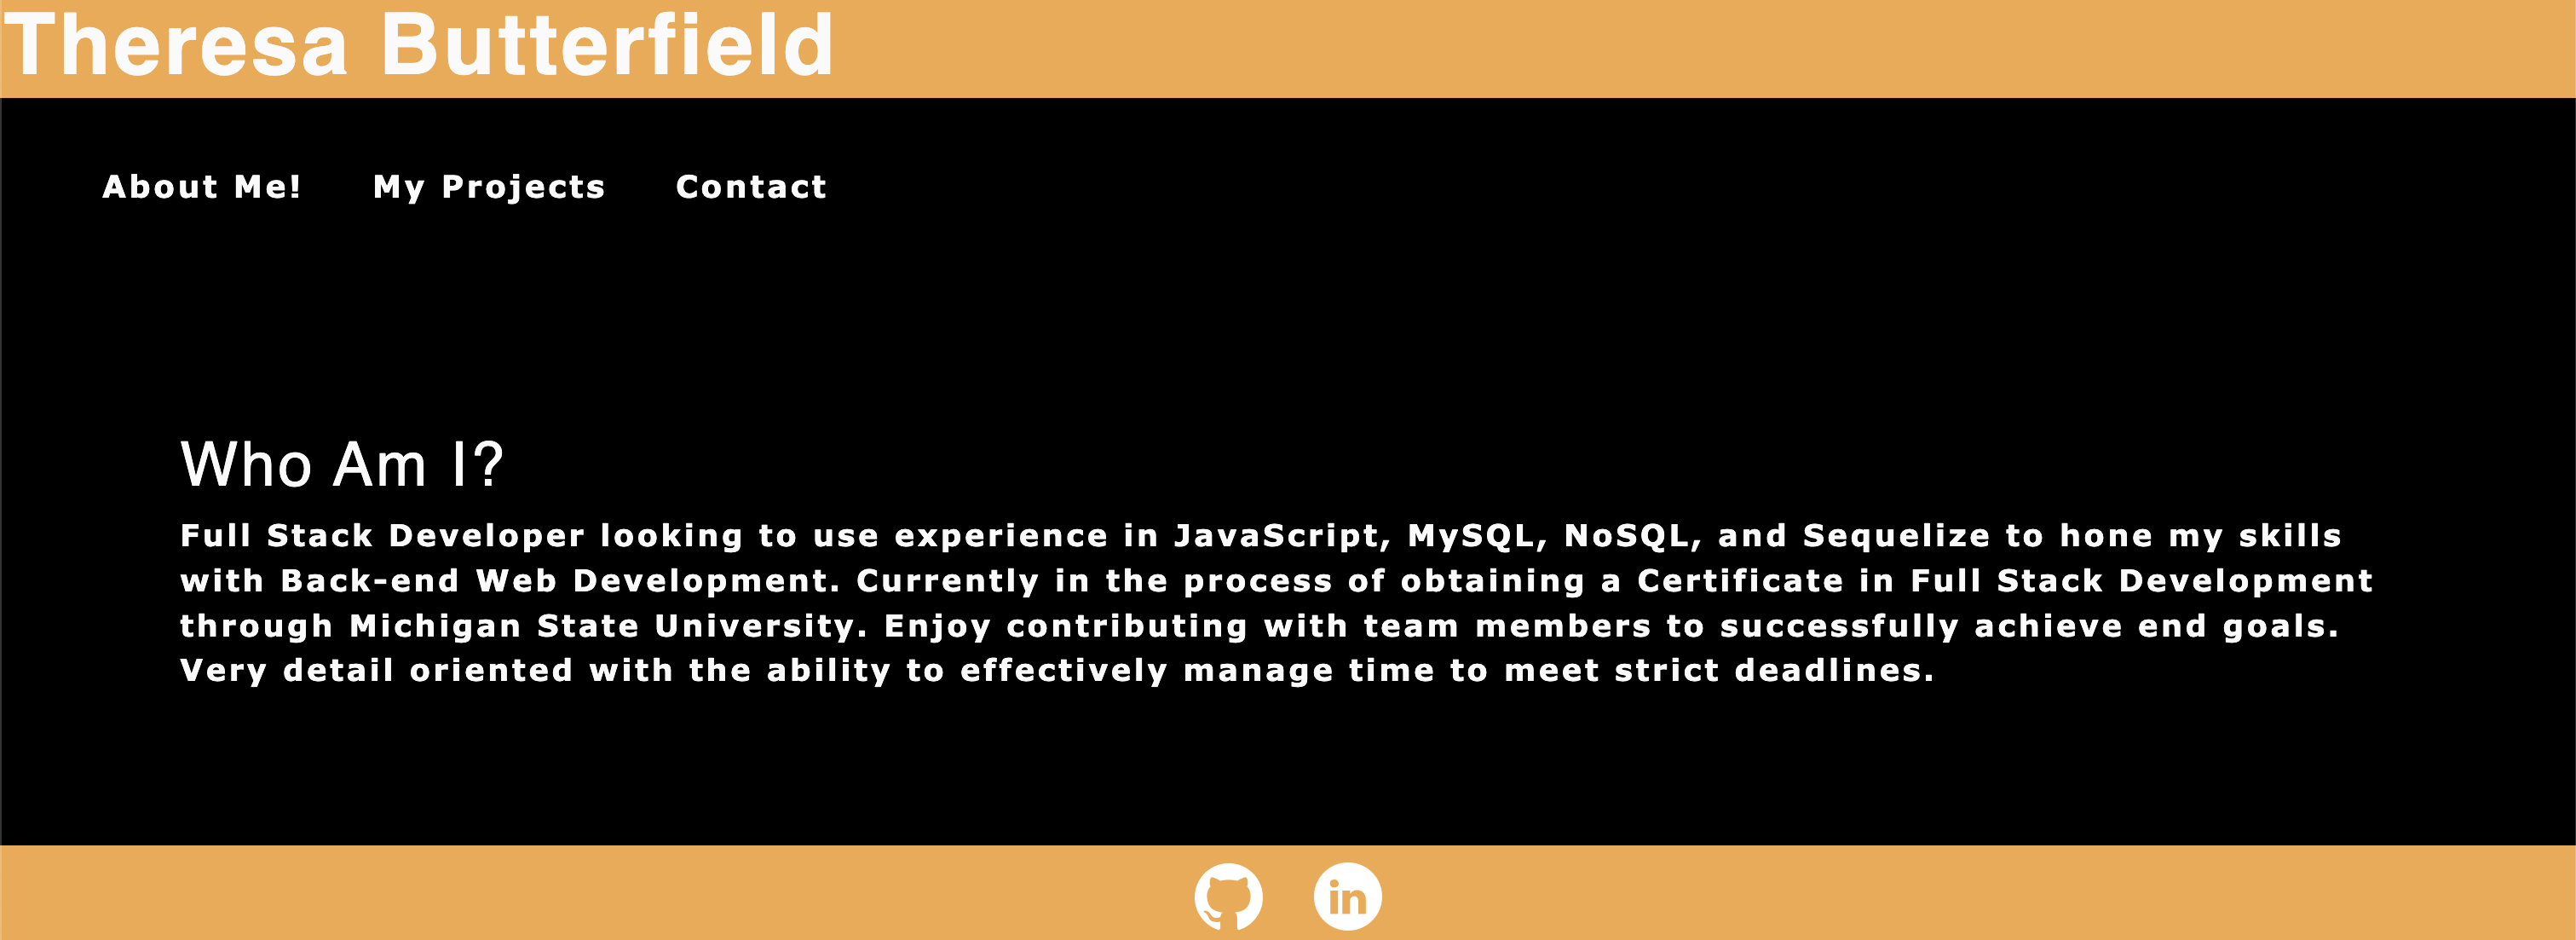 Theresa Butterfield
About Me! My Projects Contact
Who Am I?
Full Stack Developer looking to use experience in JavaScript, MySQL, NoSQL, and Sequelize to hone my skills
with Back-end Web Development. Currently in the process of obtaining a Certificate in Full Stack Development
through Michigan State University. Enjoy contributing with team members to successfully achieve end goals.
Very detail oriented with the ability to effectively manage time to meet strict deadlines.
in